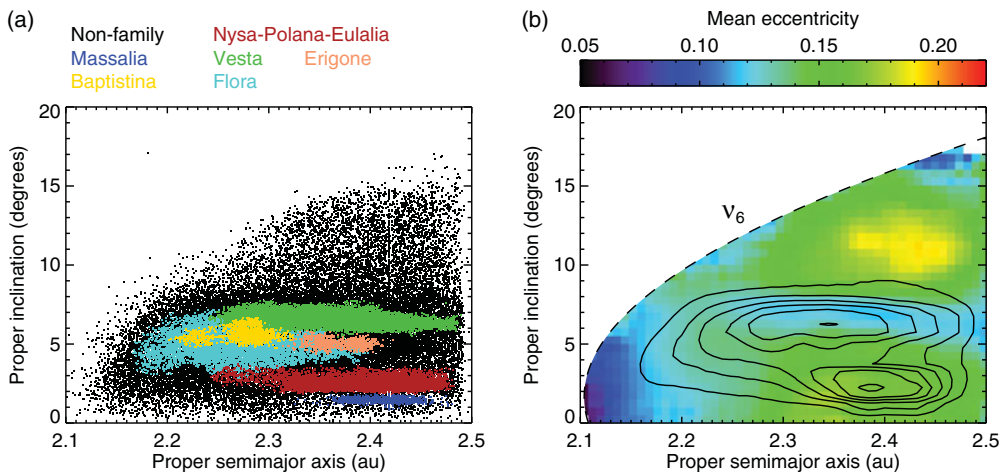 (a)
Non-family Nysa-Polana-Eulalia
Massalia Vesta Erigone
Baptistina Flora
20
15
10
5
0
Proper inclination (degrees)
2.1 2.2 2.3 2.4 2.5
Proper semimajor axis (au)
(b)
Mean eccentricity
0.05 0.10 0.15 0.20
20
15
10
5
0
Proper inclination (degrees)
ν6
2.1 2.2 2.3 2.4 2.5
Proper semimajor axis (au)